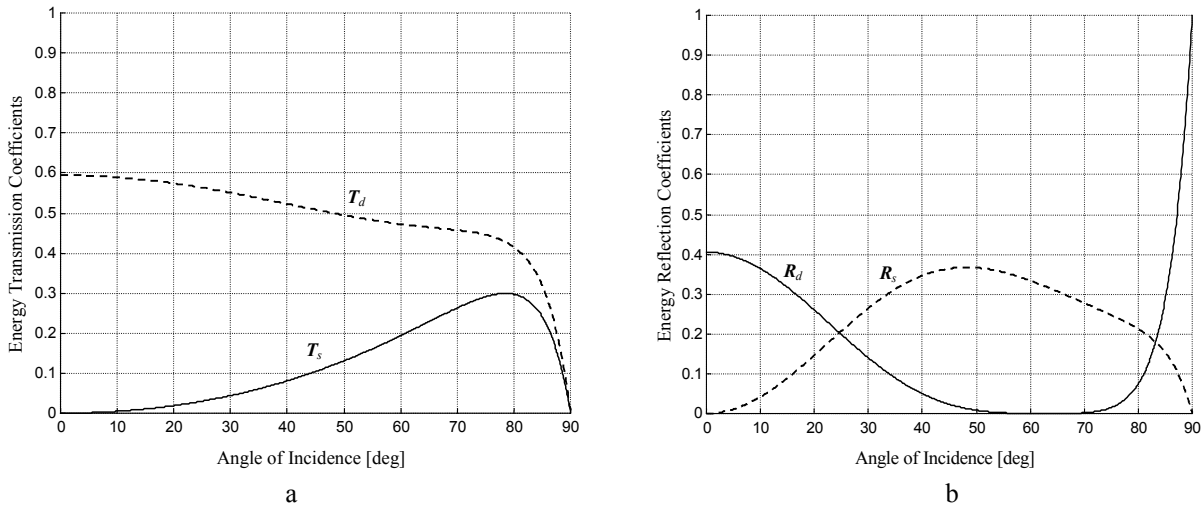 Energy Transmission Coefficients
1
0.9
0.8
0.7
0.6
0.5
0.4
0.3
0.2
0.1
0
T_d
T_s
0 10 20 30 40 50 60 70 80 90
Angle of Incidence [deg]
a
Energy Reflection Coefficients
1
0.9
0.8
0.7
0.6
0.5
0.4
0.3
0.2
0.1
0
R_d
R_s
0 10 20 30 40 50 60 70 80 90
Angle of Incidence [deg]
b